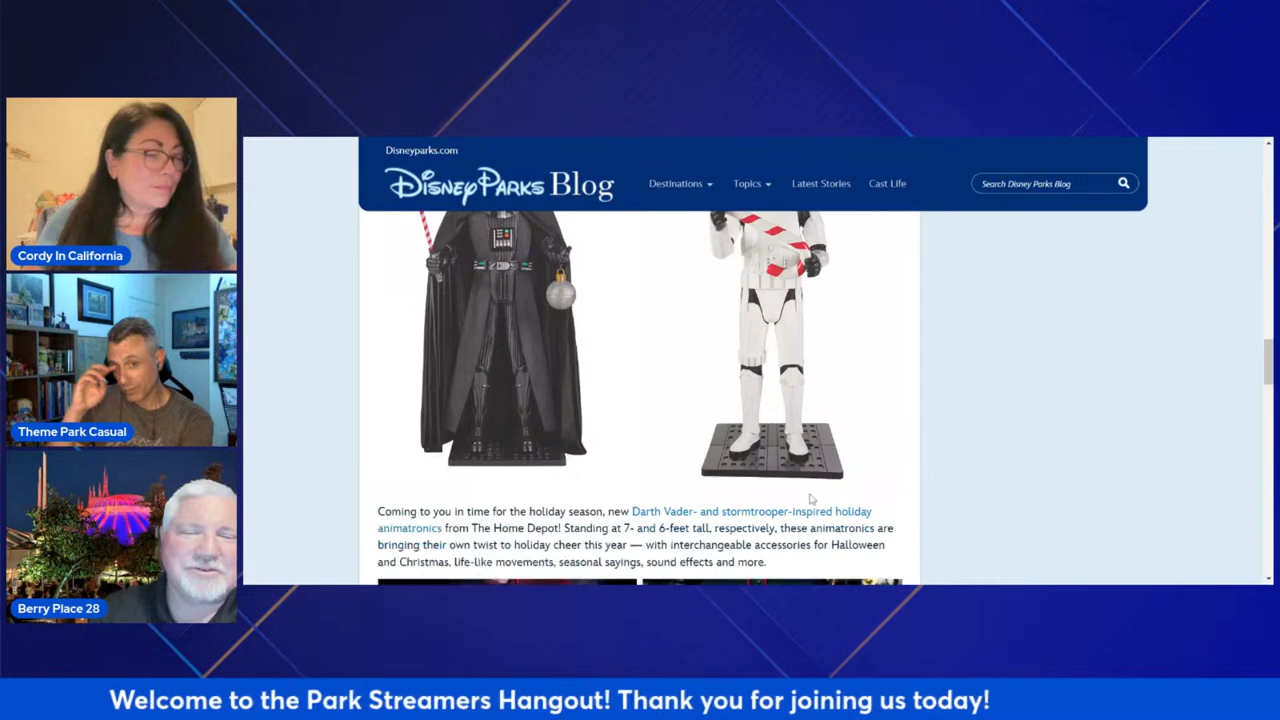 Disneyparks.com
Disney Parks Blog
Destinations
Topics
Latest Stories
Cast Life
Search Disney Parks Blog
Cordy In California
Theme Park Casual
Berry Place 28
Coming to you in time for the holiday season, new Darth Vader- and stormtrooper-inspired holiday
animatronics from The Home Depot! Standing at 7- and 6-feet tall, respectively, these animatronics are
bringing their own twist to holiday cheer this year — with interchangeable accessories for Halloween
and Christmas, life-like movements, seasonal sayings, sound effects and more.
Welcome to the Park Streamers Hangout! Thank you for joining us today!